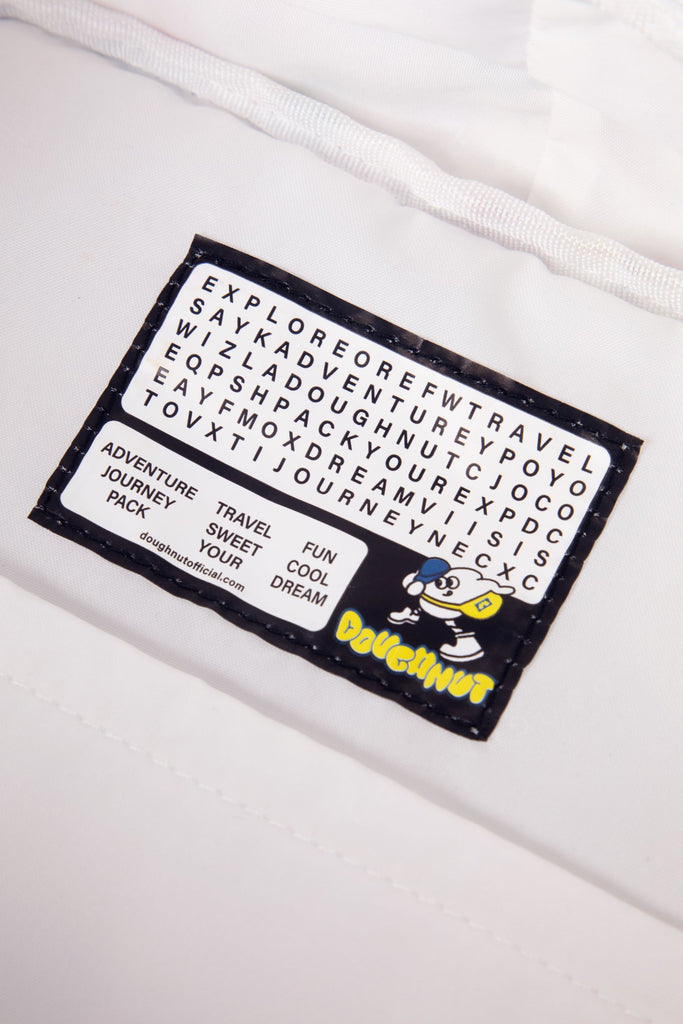 EXPLOREOREFWTRAVEL
SAYKADVENTUREYPOYO
WIZLADOUGHNUTCJOCO
EQPSHPACKYOUREXPDC
EAYFMOXDREAMVIISIS
TOVXTIJOURNEYNECXC
ADVENTURE TRAVEL FUN
JOURNEY SWEET COOL
PACK YOUR DREAM
doughnutofficial.com
DOUGHNUT